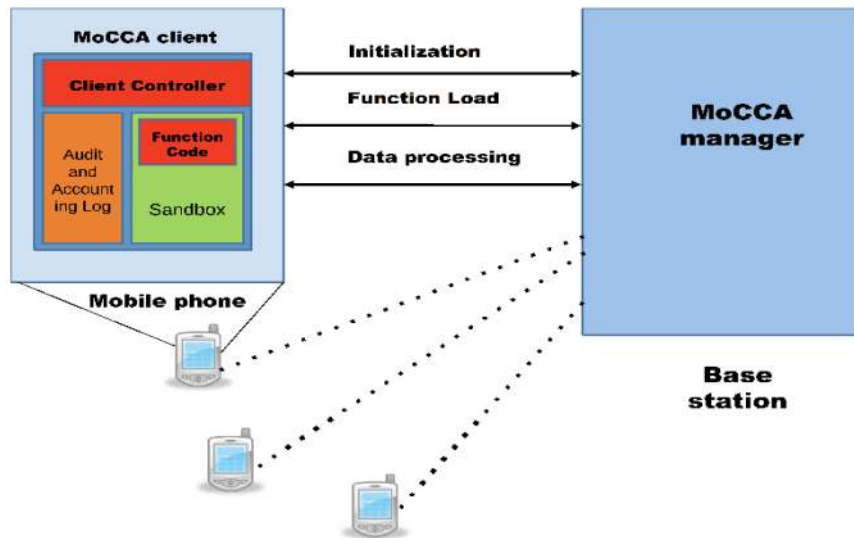 MoCCA client
Client Controller
Audit
and
Account
ing Log
Function
Code
Sandbox
Mobile phone
Initialization
Function Load
Data processing
MoCCA
manager
Base
station